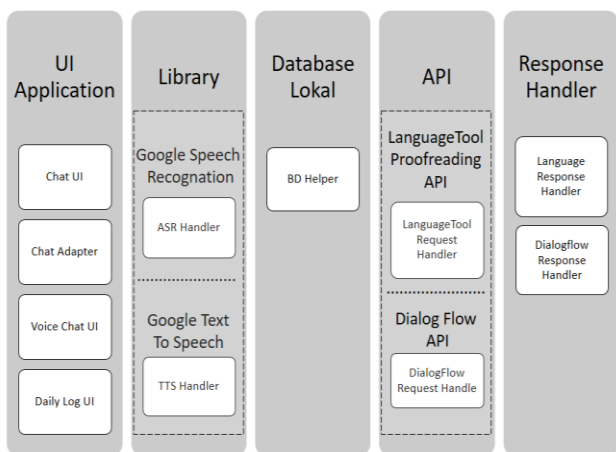 UI
Application
Chat UI
Chat Adapter
Voice Chat UI
Daily Log UI
Library
Google Speech
Recognation
ASR Handler
Google Text
To Speech
TTS Handler
Database
Lokal
BD Helper
API
LanguageTool
Proofreading
API
LanguageTool
Request
Handler
Dialog Flow
API
DialogFlow
Request Handle
Response
Handler
Language
Response
Handler
Dialogflow
Response
Handler